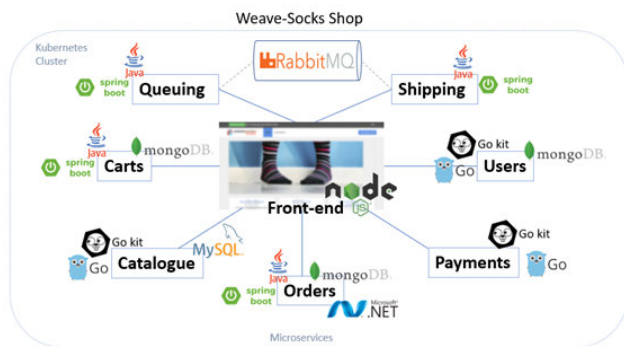 Weave-Socks Shop
Kubernetes
Cluster
Java
spring
boot
Queuing
RabbitMQ
Java
Shipping
spring
boot
Java
mongoDB.
spring
boot
Carts
Go kit
Go
Users
mongoDB.
node
JS
Front-end
Go kit
Go
Catalogue
MySQL
Java
mongoDB.
spring
boot
Orders
Microsoft
.NET
Go kit
Payments
Go
Microservices